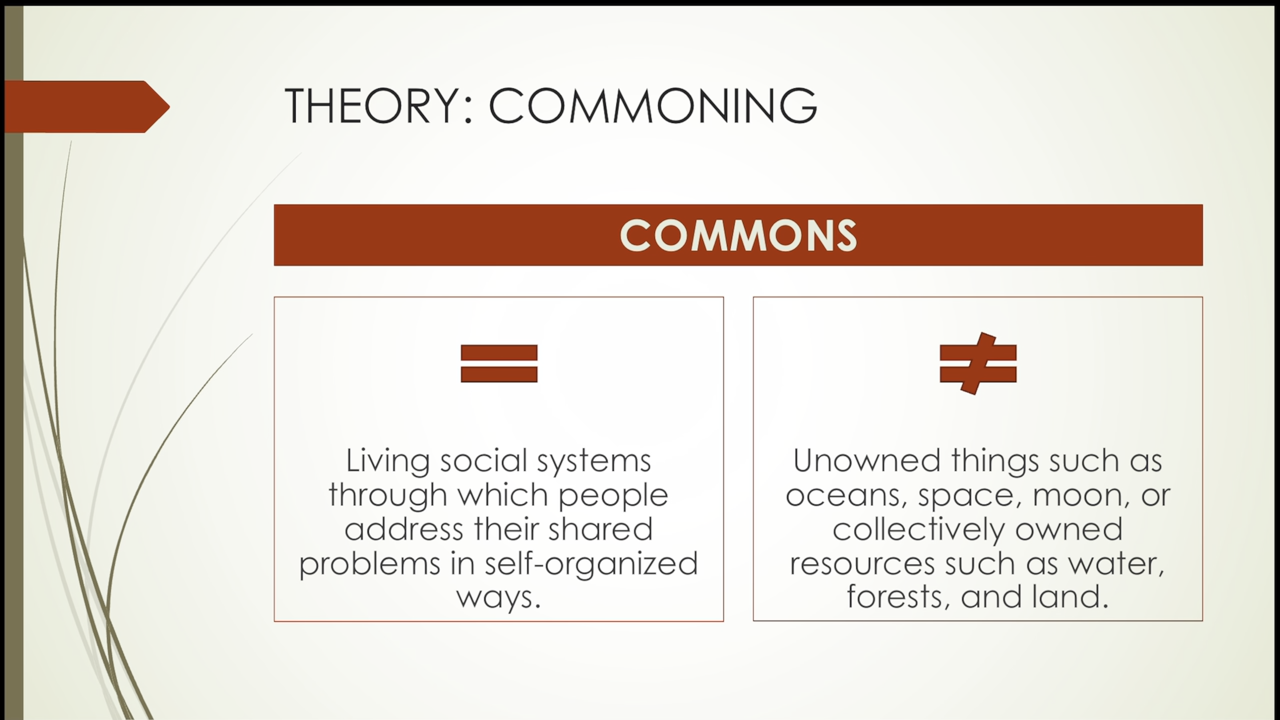 THEORY: COMMONING
COMMONS
=
Living social systems
through which people
address their shared
problems in self-organized
ways.
≠
Unowned things such as
oceans, space, moon, or
collectively owned
resources such as water,
forests, and land.